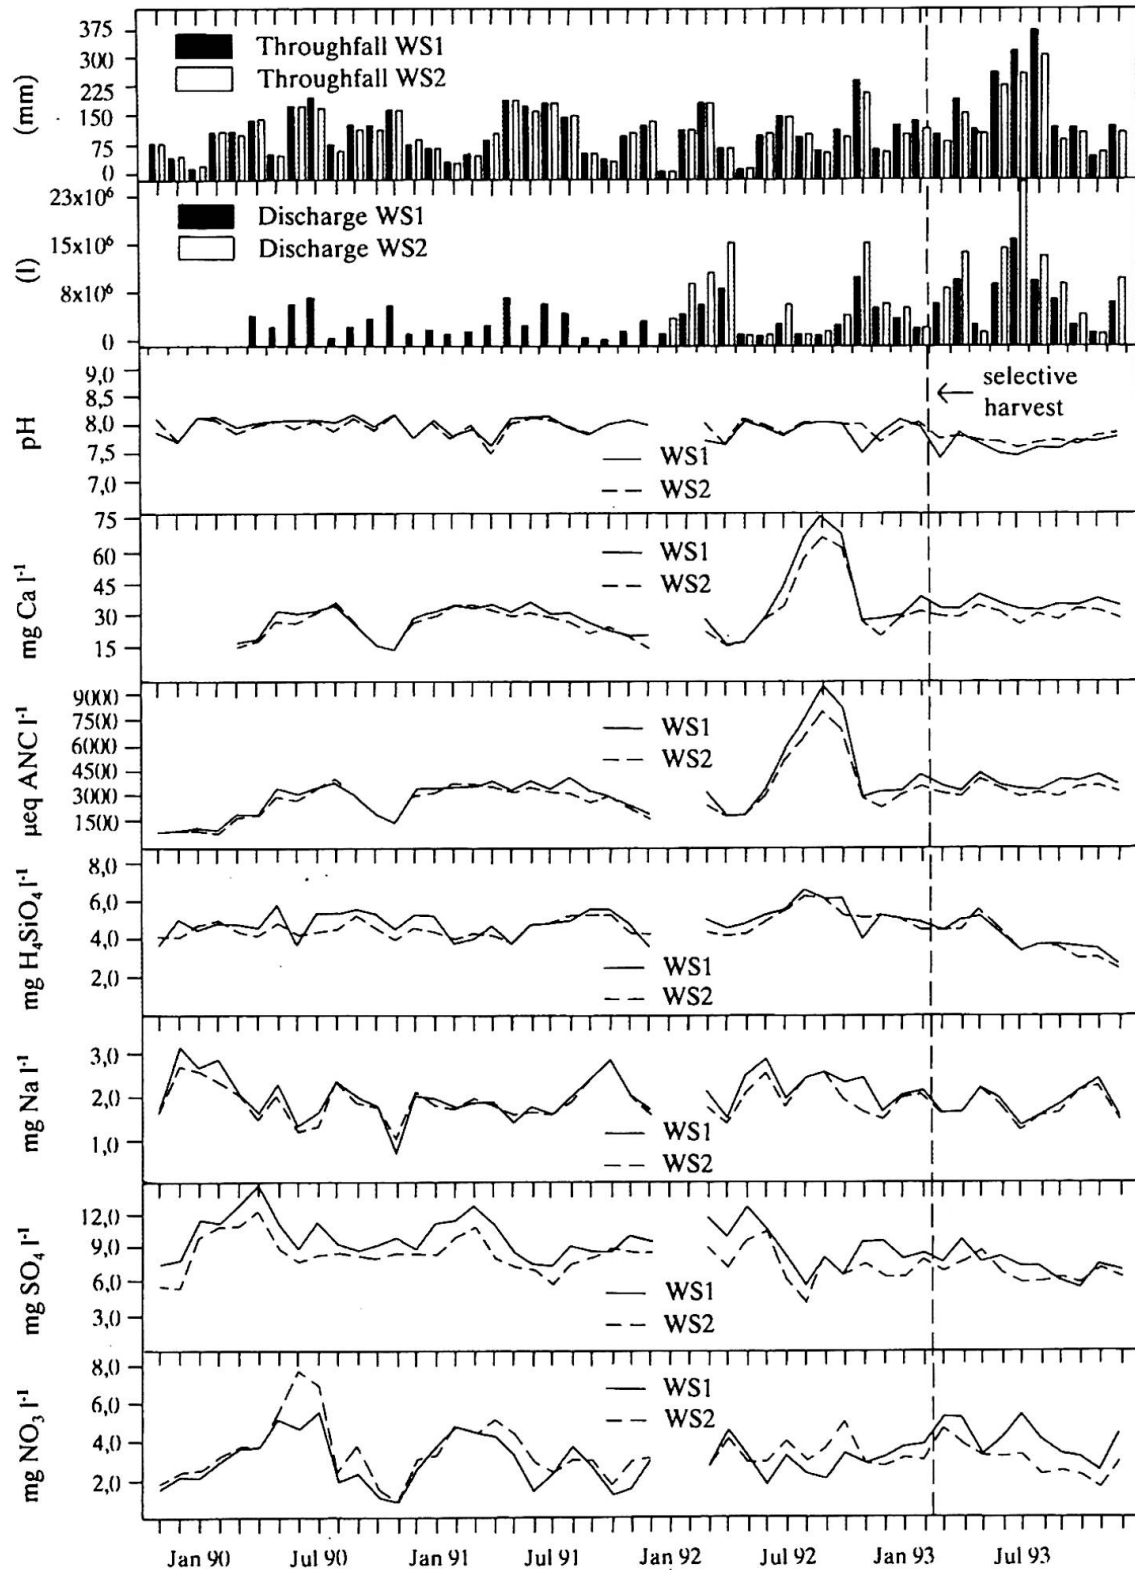 375
300
225
150
75
0
(mm)
Throughfall WS1
Throughfall WS2
23x10⁶
15x10⁶
8x10⁶
0
(l)
Discharge WS1
Discharge WS2
9,0
8,5
8,0
7,5
7,0
pH
selective
harvest
WS1
WS2
75
60
45
30
15
mg Ca l⁻¹
WS1
WS2
9000
7500
6000
4500
3000
1500
µeq ANC l⁻¹
WS1
WS2
8,0
6,0
4,0
2,0
mg H₄SiO₄ l⁻¹
WS1
WS2
3,0
2,0
1,0
mg Na l⁻¹
WS1
WS2
12,0
9,0
6,0
3,0
mg SO₄ l⁻¹
WS1
WS2
8,0
6,0
4,0
2,0
mg NO₃ l⁻¹
WS1
WS2
Jan 90 Jul 90 Jan 91 Jul 91 Jan 92 Jul 92 Jan 93 Jul 93